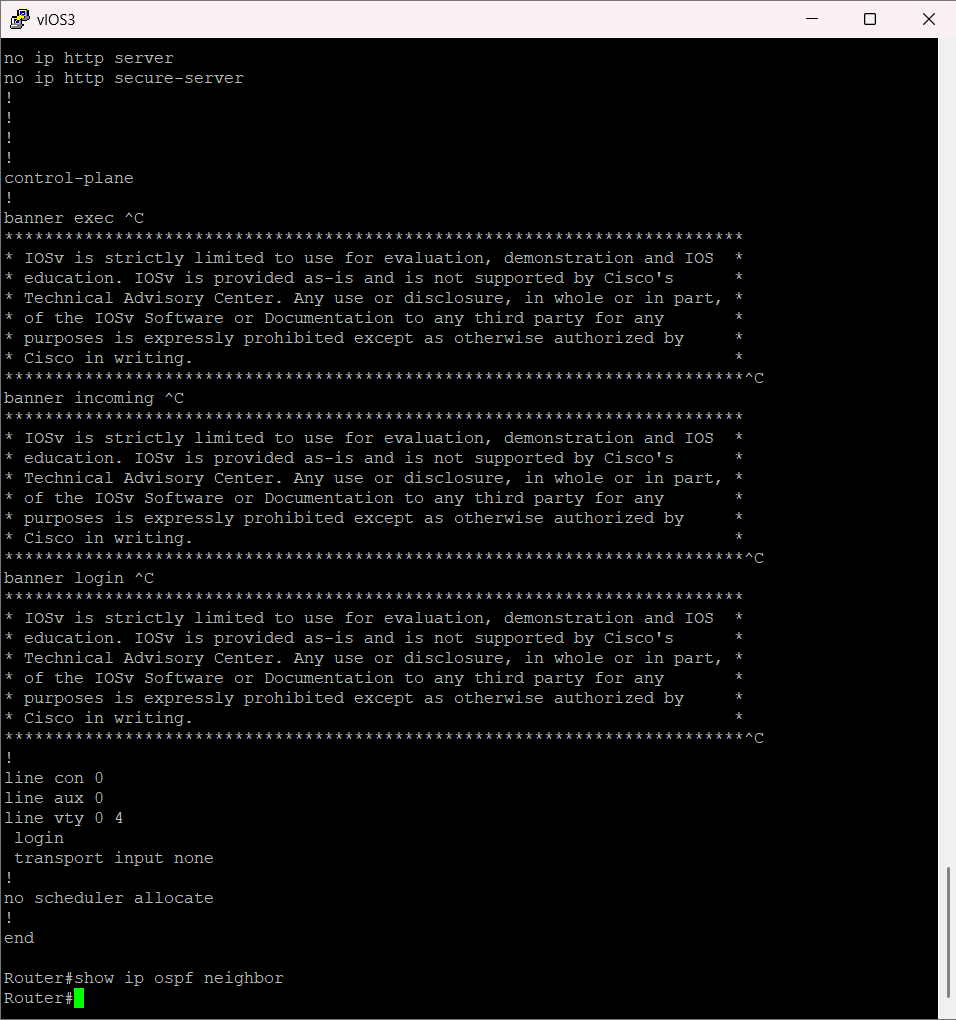 vIOS3
no ip http server
no ip http secure-server
!
!
!
!
control-plane
!
banner exec ^C
**************************************************************************
* IOSv is strictly limited to use for evaluation, demonstration and IOS  *
* education. IOSv is provided as-is and is not supported by Cisco's      *
* Technical Advisory Center. Any use or disclosure, in whole or in part, *
* of the IOSv Software or Documentation to any third party for any       *
* purposes is expressly prohibited except as otherwise authorized by     *
* Cisco in writing.                                                      *
**************************************************************************^C
banner incoming ^C
**************************************************************************
* IOSv is strictly limited to use for evaluation, demonstration and IOS  *
* education. IOSv is provided as-is and is not supported by Cisco's      *
* Technical Advisory Center. Any use or disclosure, in whole or in part, *
* of the IOSv Software or Documentation to any third party for any       *
* purposes is expressly prohibited except as otherwise authorized by     *
* Cisco in writing.                                                      *
**************************************************************************^C
banner login ^C
**************************************************************************
* IOSv is strictly limited to use for evaluation, demonstration and IOS  *
* education. IOSv is provided as-is and is not supported by Cisco's      *
* Technical Advisory Center. Any use or disclosure, in whole or in part, *
* of the IOSv Software or Documentation to any third party for any       *
* purposes is expressly prohibited except as otherwise authorized by     *
* Cisco in writing.                                                      *
**************************************************************************^C
!
line con 0
line aux 0
line vty 0 4
 login
 transport input none
!
no scheduler allocate
!
end

Router#show ip ospf neighbor
Router#